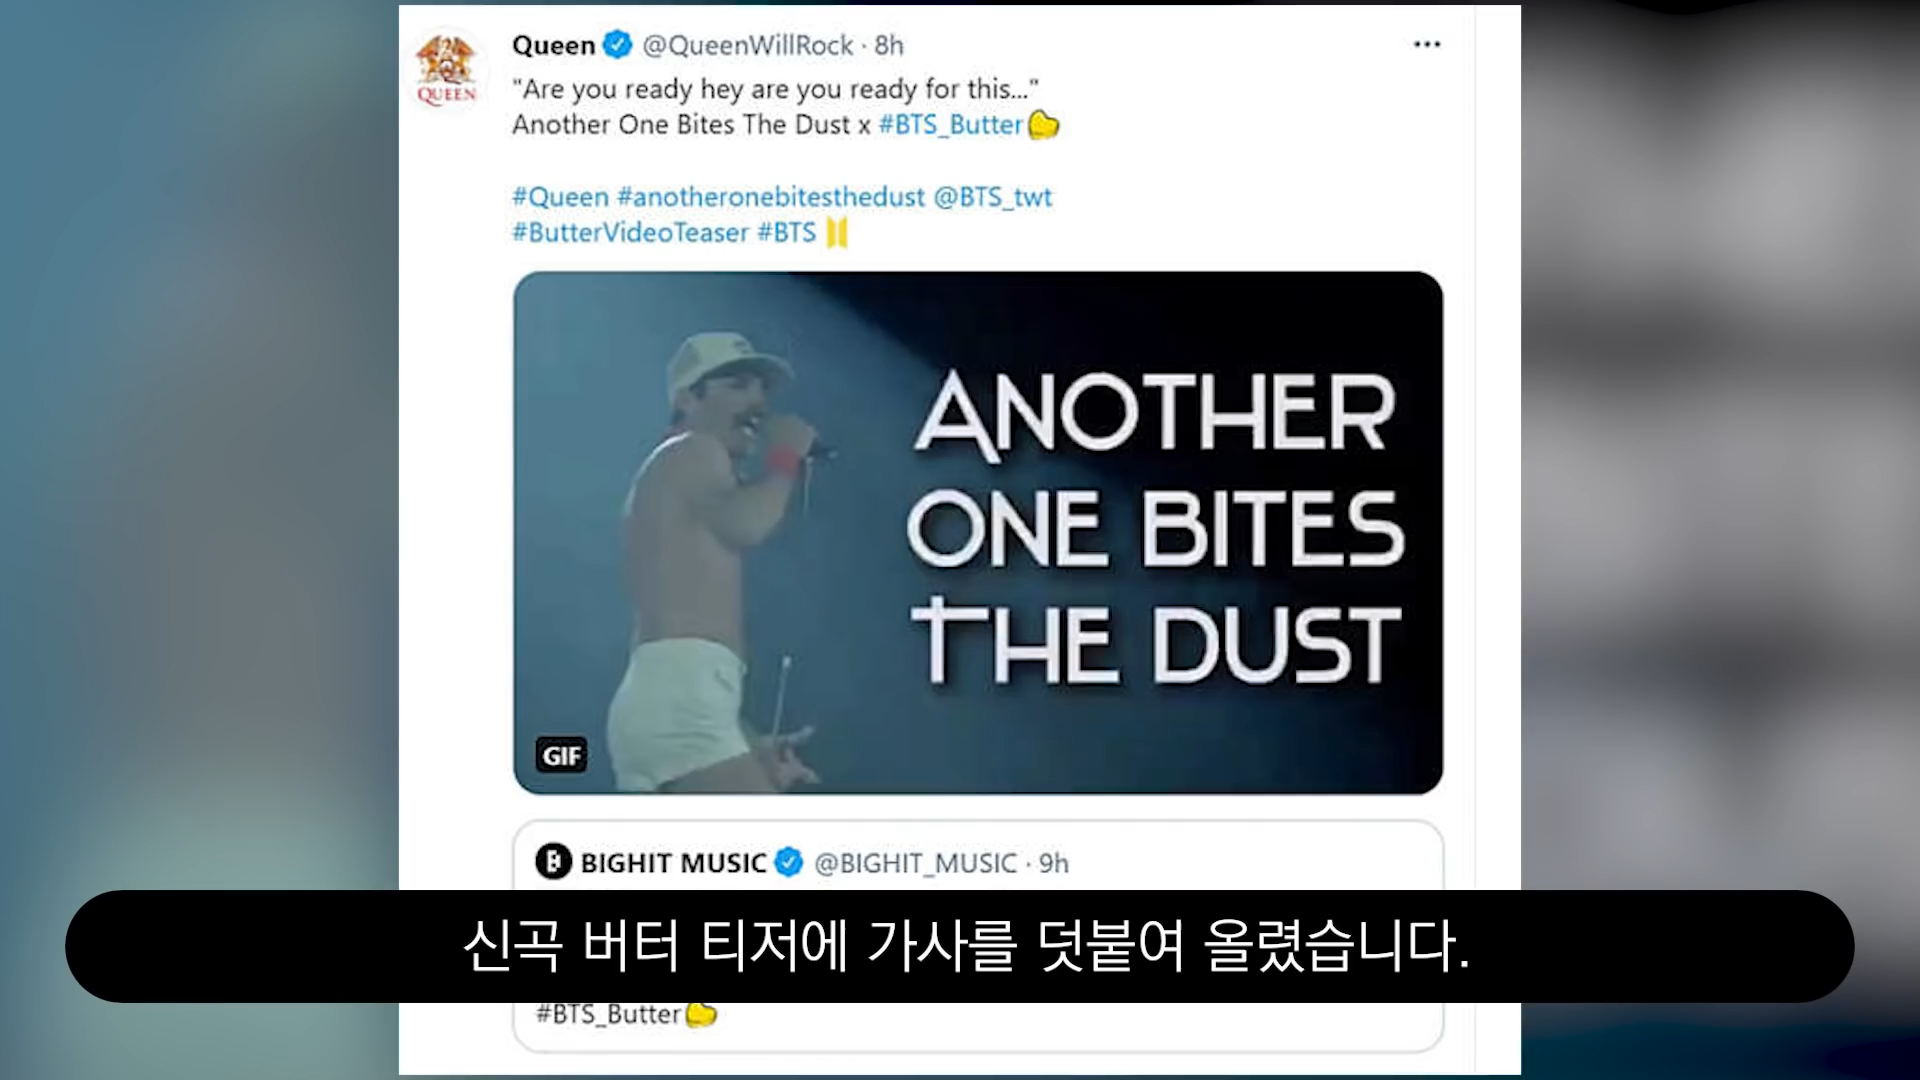 Queen @QueenWillRock · 8h
"Are you ready hey are you ready for this..."
Another One Bites The Dust x #BTS_Butter
QUEEN
#Queen #anotheronebitesthedust @BTS_twt
#ButterVideoTeaser #BTS
ANOTHER
ONE BITES
THE DUST
GIF
BIGHIT MUSIC @BIGHIT_MUSIC · 9h
신곡 버터 티저에 가사를 덧붙여 올렸습니다.
#BTS_Butter